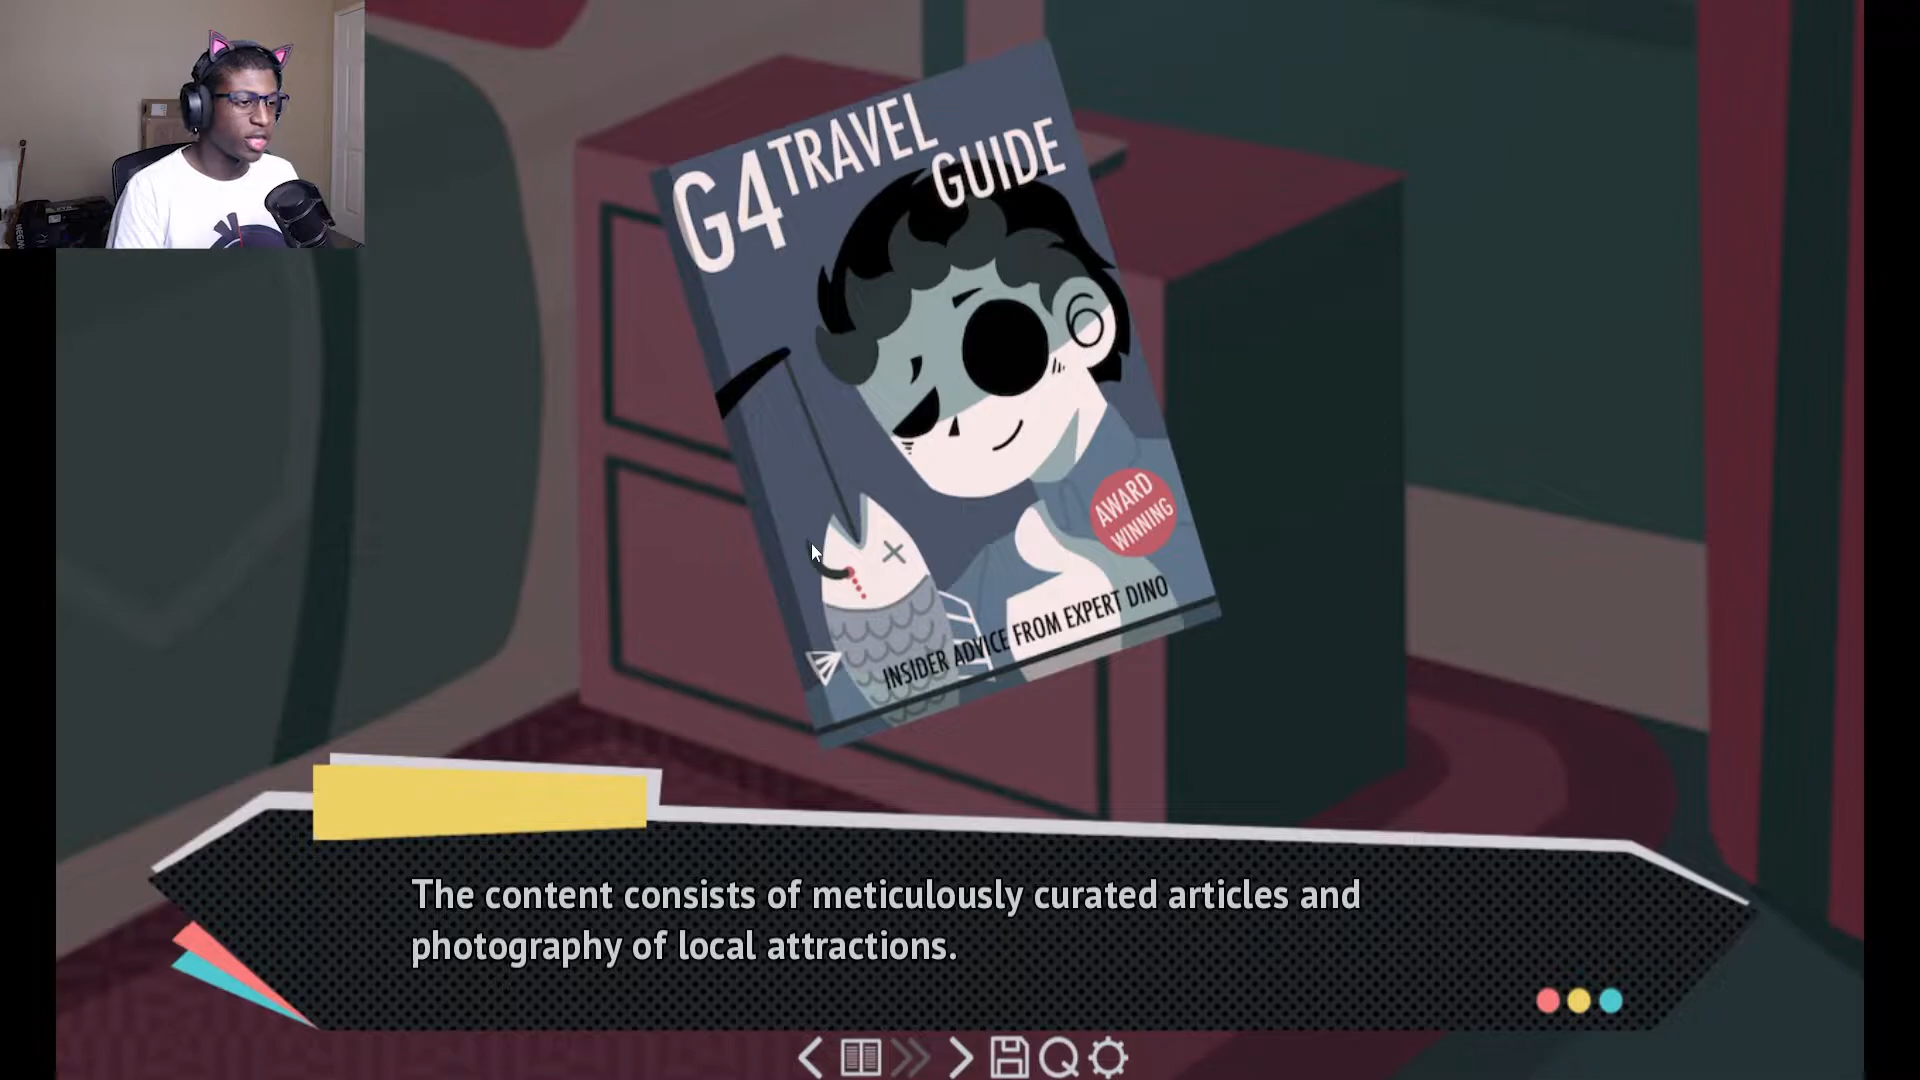 G4 TRAVEL
GUIDE
AWARD
WINNING
INSIDER ADVICE FROM EXPERT DINO
The content consists of meticulously curated articles and
photography of local attractions.